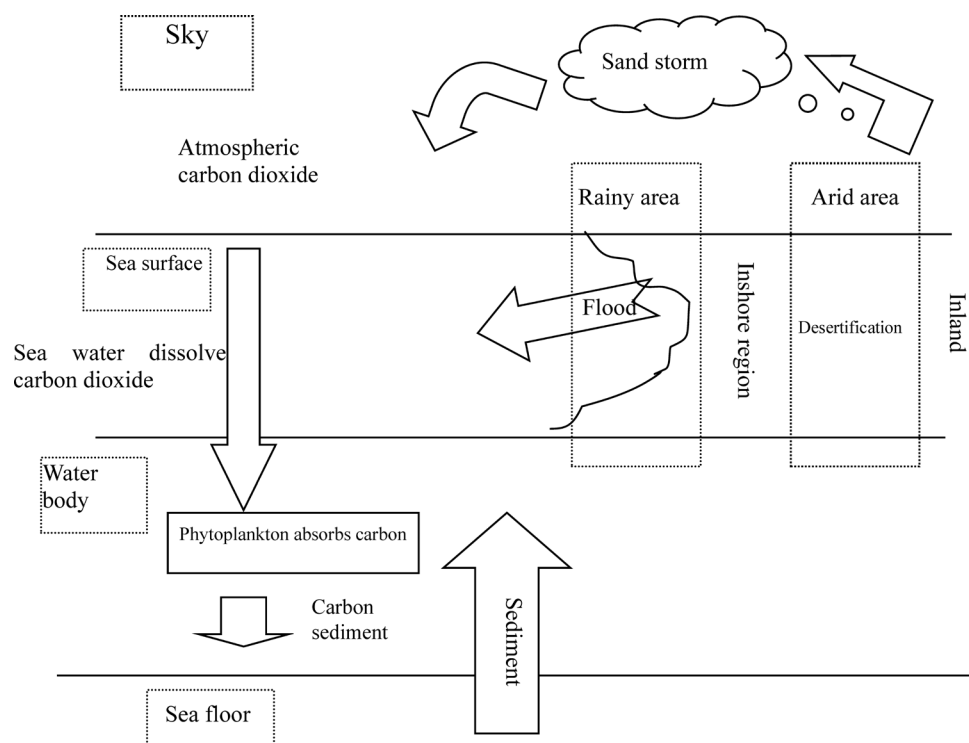 Sky
Sand storm
Atmospheric
carbon dioxide
Rainy area
Arid area
Sea surface
Flood
Inshore region
Desertification
Inland
Sea water dissolve
carbon dioxide
Water
body
Phytoplankton absorbs carbon
Carbon
sediment
Sediment
Sea floor